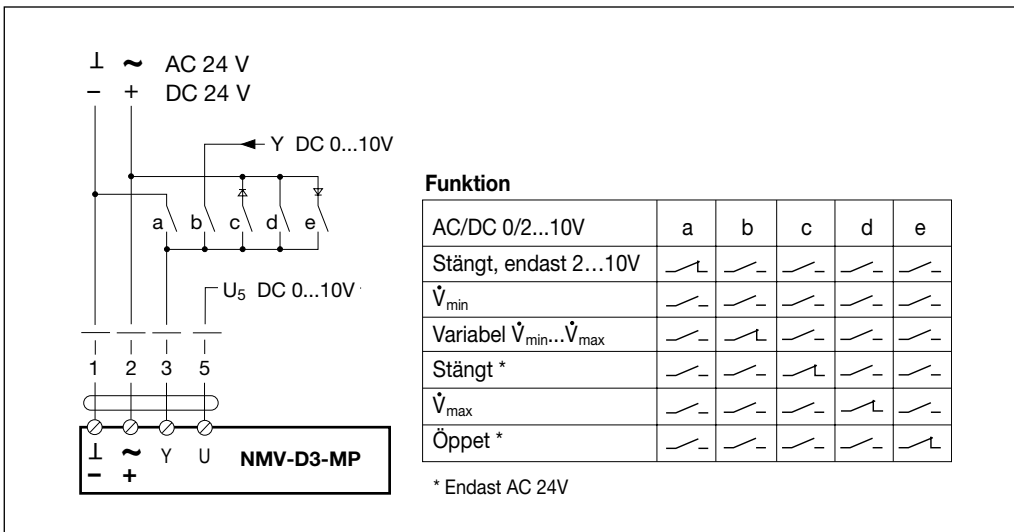 ⊥ ~ AC 24 V
– + DC 24 V
Y DC 0...10V
a b c d e
U₅ DC 0...10V
1 2 3 5
⊥ ~ Y U NMV-D3-MP
– +
Funktion
AC/DC 0/2...10V a b c d e
Stängt, endast 2…10V
V̇min
Variabel V̇min...V̇max
Stängt *
V̇max
Öppet *
* Endast AC 24V